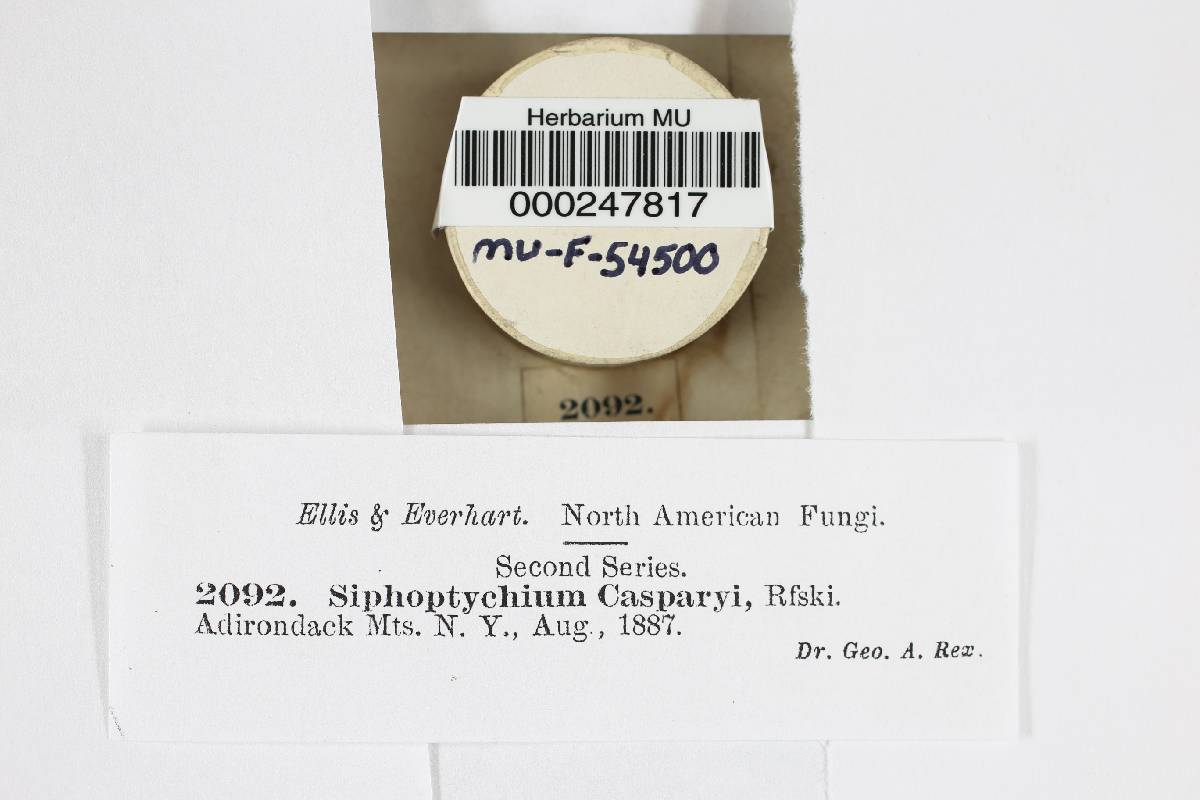 Herbarium MU
000247817
MU-F-54500
2092.
Ellis & Everhart. North American Fungi.
Second Series.
2092. Siphoptychium Casparyi, Rfski.
Adirondack Mts. N. Y., Aug., 1887.
Dr. Geo. A. Rex.